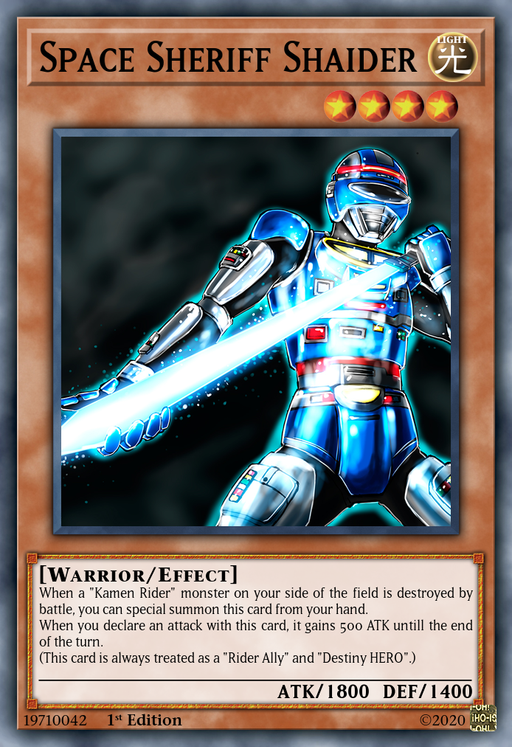 SPACE SHERIFF SHAIDER
LIGHT
光
[WARRIOR/EFFECT]
When a "Kamen Rider" monster on your side of the field is destroyed by
battle, you can special summon this card from your hand.
When you declare an attack with this card, it gains 500 ATK untill the end
of the turn.
(This card is always treated as a "Rider Ally" and "Destiny HERO".)
ATK/1800 DEF/1400
19710042 1st Edition ©2020